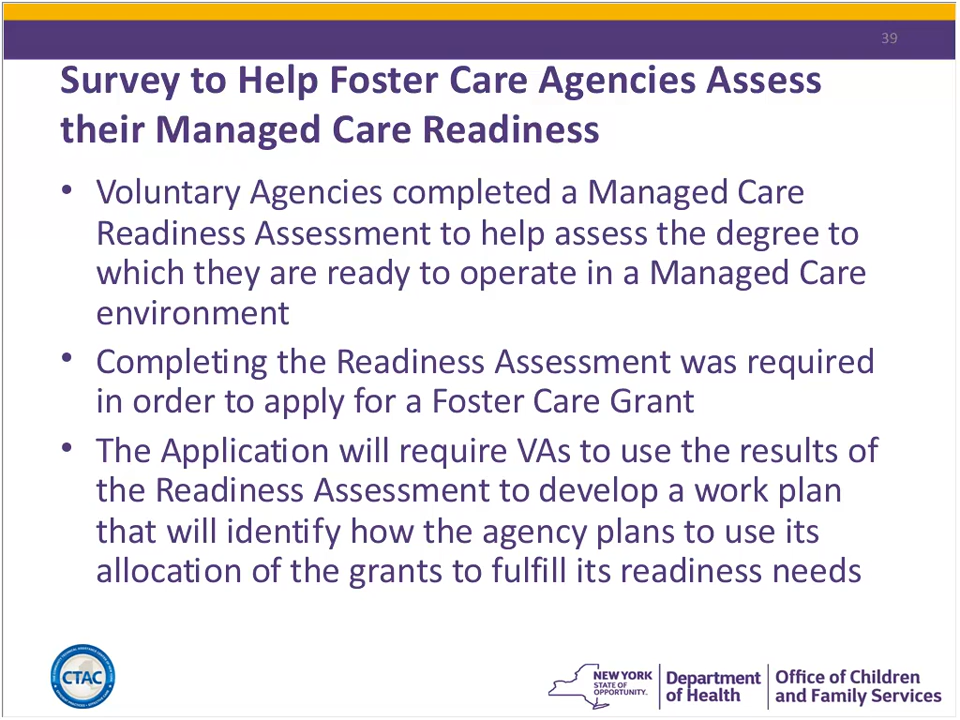 39
Survey to Help Foster Care Agencies Assess
their Managed Care Readiness
• Voluntary Agencies completed a Managed Care
Readiness Assessment to help assess the degree to
which they are ready to operate in a Managed Care
environment
• Completing the Readiness Assessment was required
in order to apply for a Foster Care Grant
• The Application will require VAs to use the results of
the Readiness Assessment to develop a work plan
that will identify how the agency plans to use its
allocation of the grants to fulfill its readiness needs
CTAC
NEW YORK
STATE OF
OPPORTUNITY.
Department
of Health
Office of Children
and Family Services